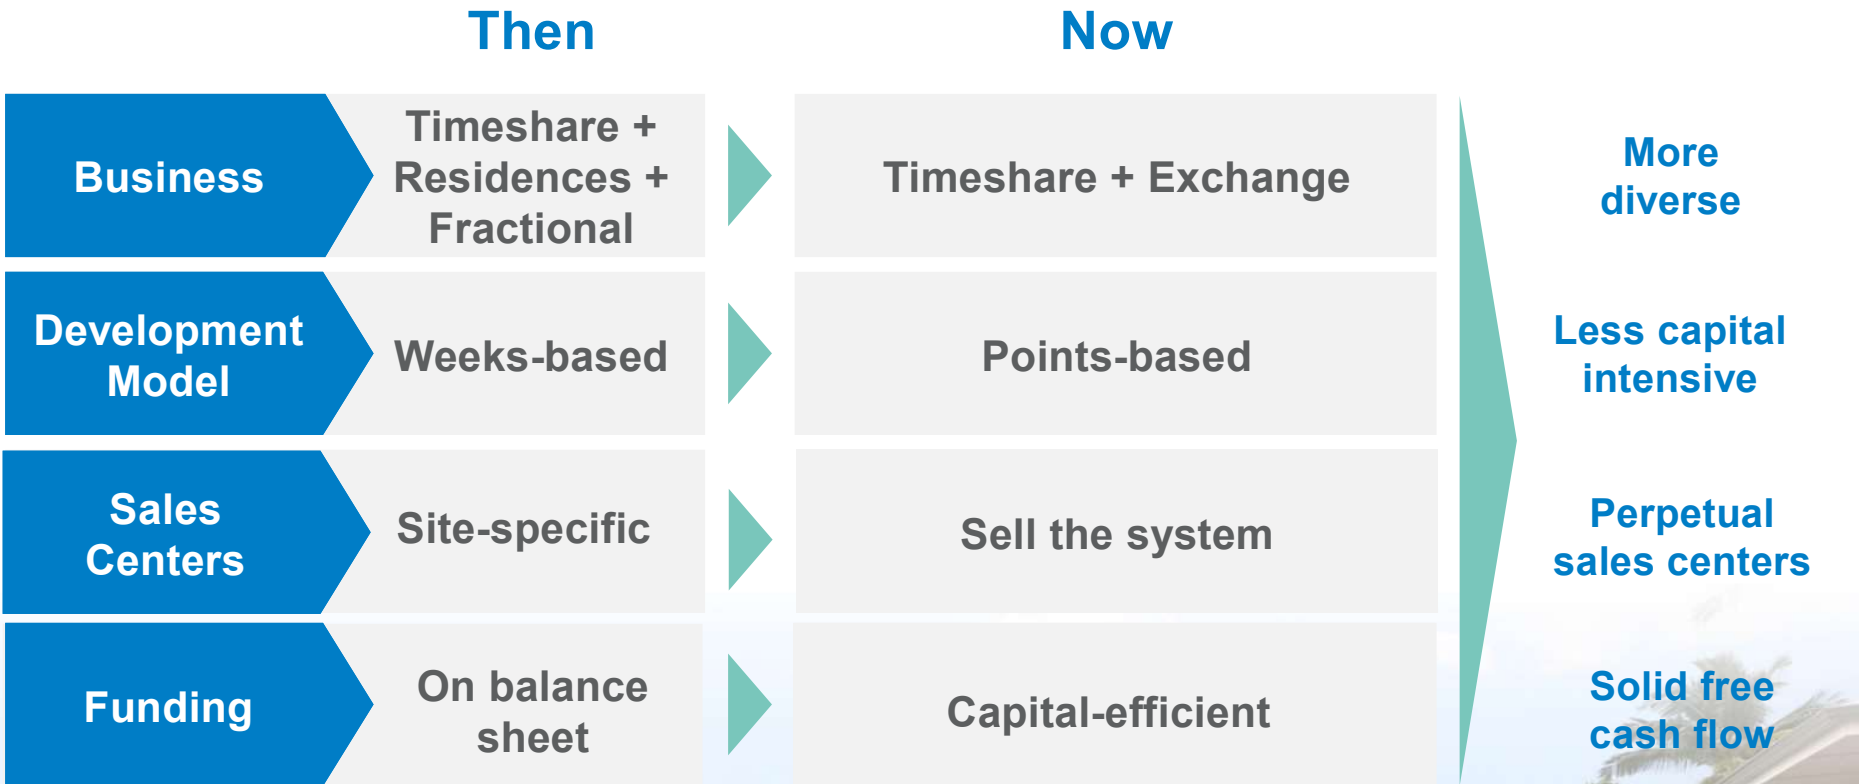 Then
Now
Business
Timeshare +
Residences +
Fractional
Timeshare + Exchange
More
diverse
Development
Model
Weeks-based
Points-based
Less capital
intensive
Sales
Centers
Site-specific
Sell the system
Perpetual
sales centers
Funding
On balance
sheet
Capital-efficient
Solid free
cash flow